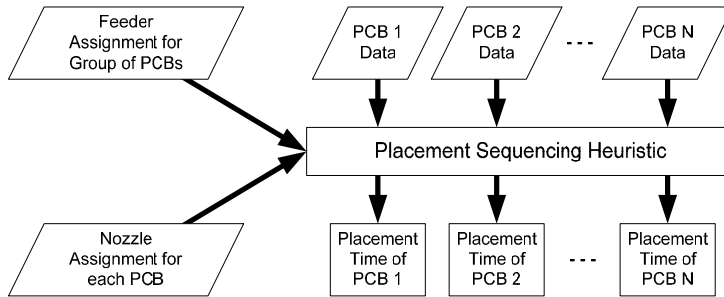 Feeder
Assignment for
Group of PCBs
PCB 1
Data
PCB 2
Data
PCB N
Data
Placement Sequencing Heuristic
Nozzle
Assignment for
each PCB
Placement
Time of
PCB 1
Placement
Time of
PCB 2
Placement
Time of
PCB N